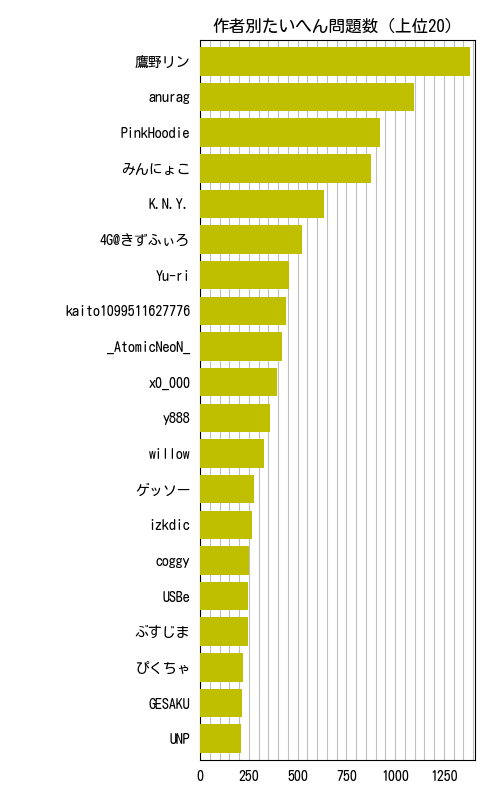 作者別たいへん問題数 (上位20)
鷹野リン
anurag
PinkHoodie
みんにょこ
K.N.Y.
4G@きずふぃろ
Yu-ri
kaito1099511627776
_AtomicNeoN_
x0_000
y888
willow
ゲッソー
izkdic
coggy
USBe
ぶすじま
ぴくちゃ
GESAKU
UNP
0 250 500 750 1000 1250